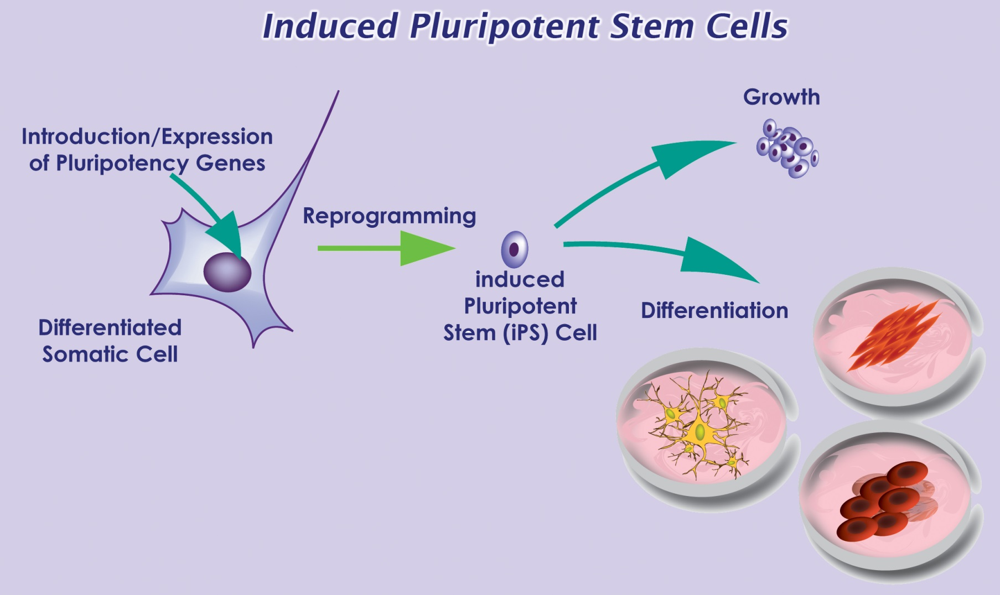 Induced Pluripotent Stem Cells
Introduction/Expression
of Pluripotency Genes
Differentiated
Somatic Cell
Reprogramming
induced
Pluripotent
Stem (iPS) Cell
Growth
Differentiation